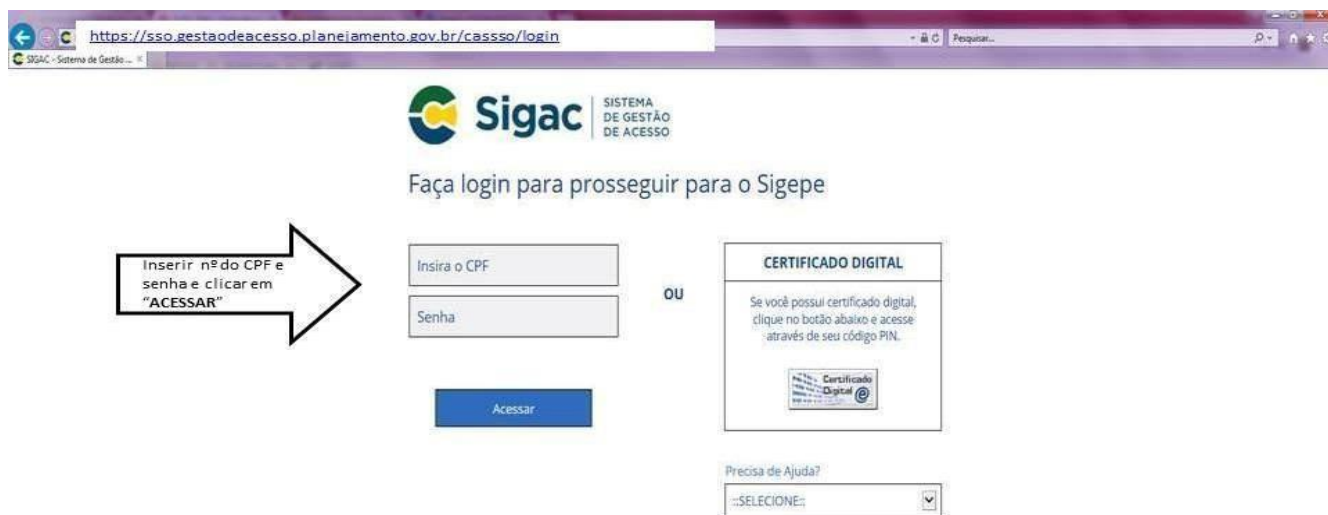 https://sso.gestaodeacesso.planejamento.gov.br/cassso/login
Pesquisar...
SIGAC - Sistema de Gestão ...
Sigac
SISTEMA
DE GESTÃO
DE ACESSO
Faça login para prosseguir para o Sigepe
Inserir nº do CPF e
senha e clicar em
"ACESSAR"
Insira o CPF
Senha
Acessar
OU
CERTIFICADO DIGITAL
Se você possui certificado digital,
clique no botão abaixo e acesse
através de seu código PIN.
Certificado
Digital
Precisa de Ajuda?
::SELECIONE::